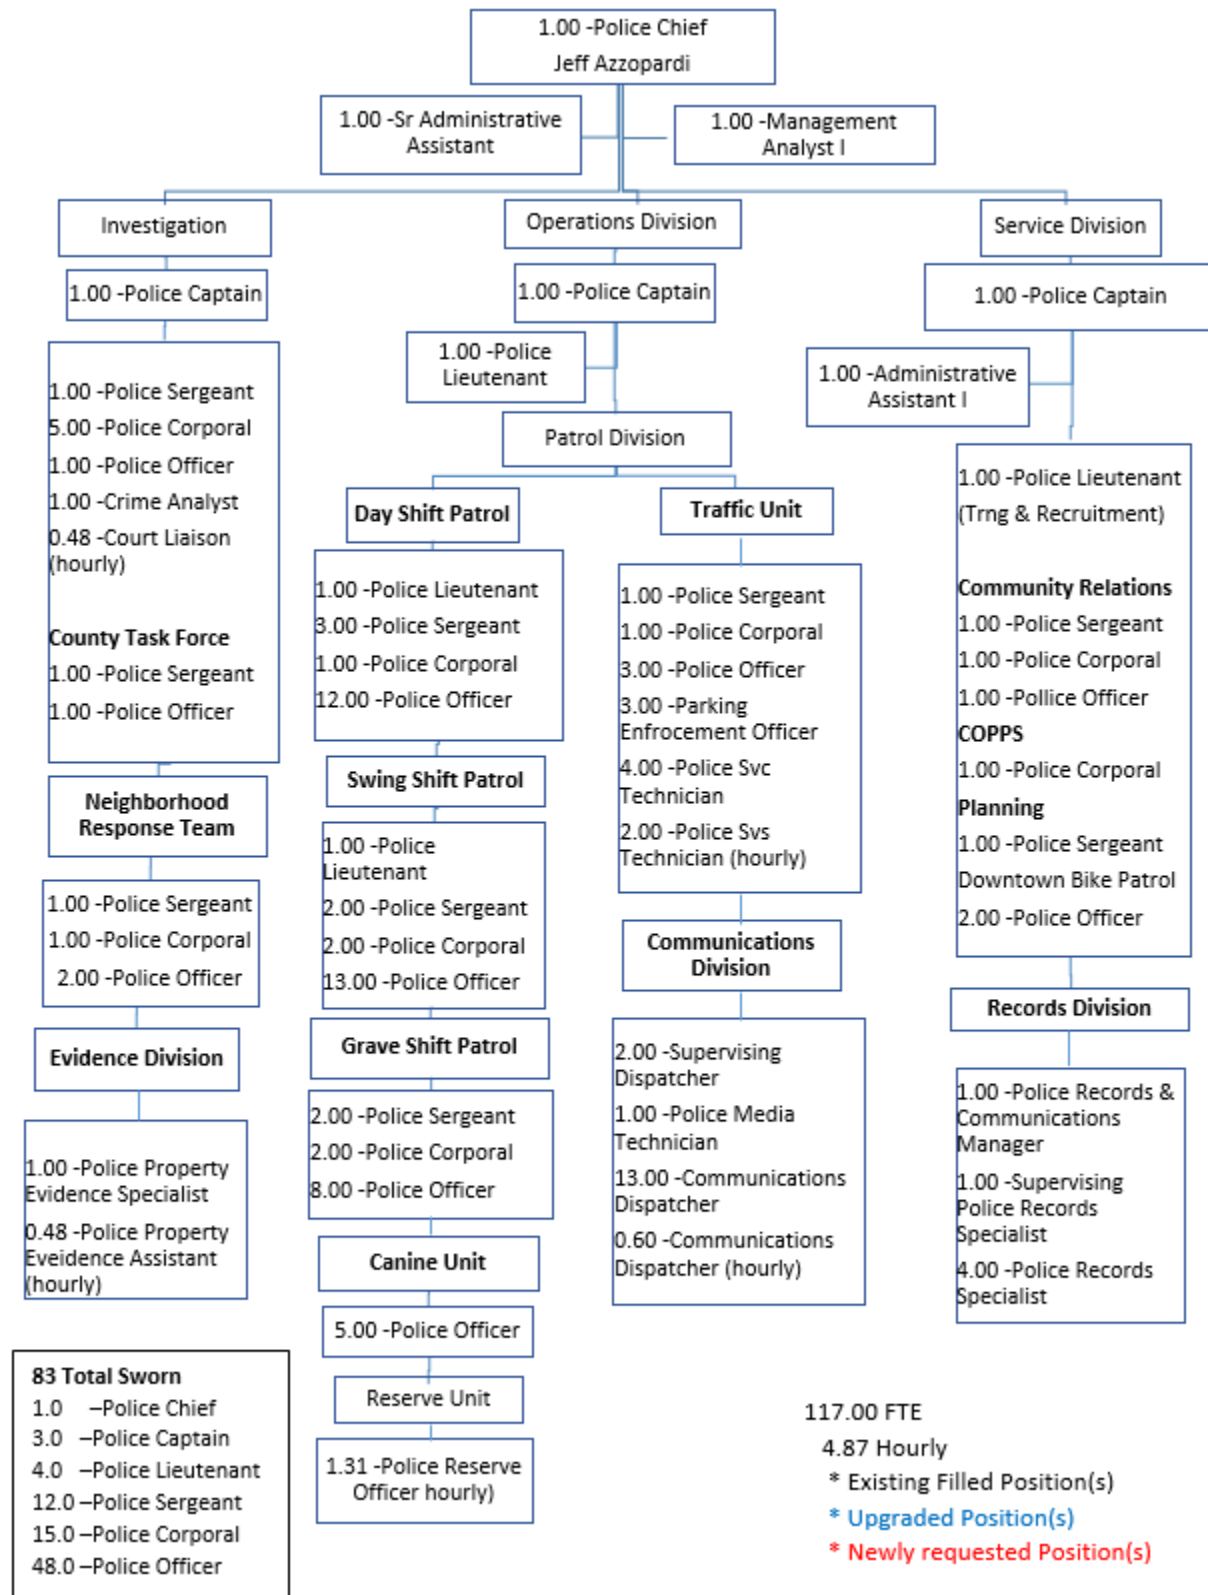 1.00 -Police Chief
Jeff Azzopardi
1.00 -Sr Administrative
Assistant
1.00 -Management
Analyst I
Investigation
1.00 -Police Captain
1.00 -Police Sergeant
5.00 -Police Corporal
1.00 -Police Officer
1.00 -Crime Analyst
0.48 -Court Liaison
(hourly)
County Task Force
1.00 -Police Sergeant
1.00 -Police Officer
Neighborhood
Response Team
1.00 -Police Sergeant
1.00 -Police Corporal
2.00 -Police Officer
Evidence Division
1.00 -Police Property
Evidence Specialist
0.48 -Police Property
Eveidence Assistant
(hourly)
Operations Division
1.00 -Police Captain
1.00 -Police
Lieutenant
Patrol Division
Day Shift Patrol
1.00 -Police Lieutenant
3.00 -Police Sergeant
1.00 -Police Corporal
12.00 -Police Officer
Swing Shift Patrol
1.00 -Police
Lieutenant
2.00 -Police Sergeant
2.00 -Police Corporal
13.00 -Police Officer
Grave Shift Patrol
2.00 -Police Sergeant
2.00 -Police Corporal
8.00 -Police Officer
Canine Unit
5.00 -Police Officer
Reserve Unit
1.31 -Police Reserve
Officer hourly)
Traffic Unit
1.00 -Police Sergeant
1.00 -Police Corporal
3.00 -Police Officer
3.00 -Parking
Enfrocement Officer
4.00 -Police Svc
Technician
2.00 -Police Svs
Technician (hourly)
Communications
Division
2.00 -Supervising
Dispatcher
1.00 -Police Media
Technician
13.00 -Communications
Dispatcher
0.60 -Communications
Dispatcher (hourly)
Service Division
1.00 -Police Captain
1.00 -Administrative
Assistant I
1.00 -Police Lieutenant
(Trng & Recruitment)
Community Relations
1.00 -Police Sergeant
1.00 -Police Corporal
1.00 -Pollice Officer
COPPS
1.00 -Police Corporal
Planning
1.00 -Police Sergeant
Downtown Bike Patrol
2.00 -Police Officer
Records Division
1.00 -Police Records &
Communications
Manager
1.00 -Supervising
Police Records
Specialist
4.00 -Police Records
Specialist
83 Total Sworn
1.0 –Police Chief
3.0 –Police Captain
4.0 –Police Lieutenant
12.0 –Police Sergeant
15.0 –Police Corporal
48.0 –Police Officer
117.00 FTE
4.87 Hourly
* Existing Filled Position(s)
* Upgraded Position(s)
* Newly requested Position(s)